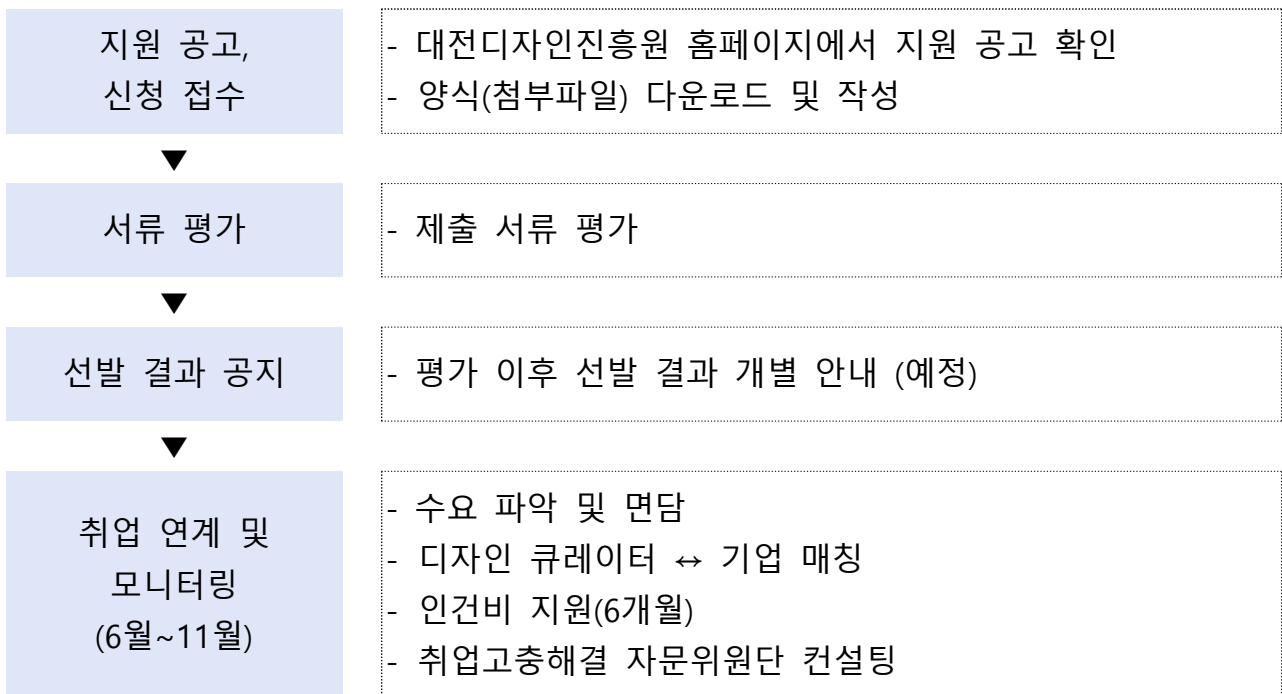 지원 공고,
신청 접수
- 대전디자인진흥원 홈페이지에서 지원 공고 확인
- 양식(첨부파일) 다운로드 및 작성
▼
서류 평가
- 제출 서류 평가
▼
선발 결과 공지
- 평가 이후 선발 결과 개별 안내 (예정)
▼
취업 연계 및
모니터링
(6월~11월)
- 수요 파악 및 면담
- 디자인 큐레이터 ↔ 기업 매칭
- 인건비 지원(6개월)
- 취업고충해결 자문위원단 컨설팅